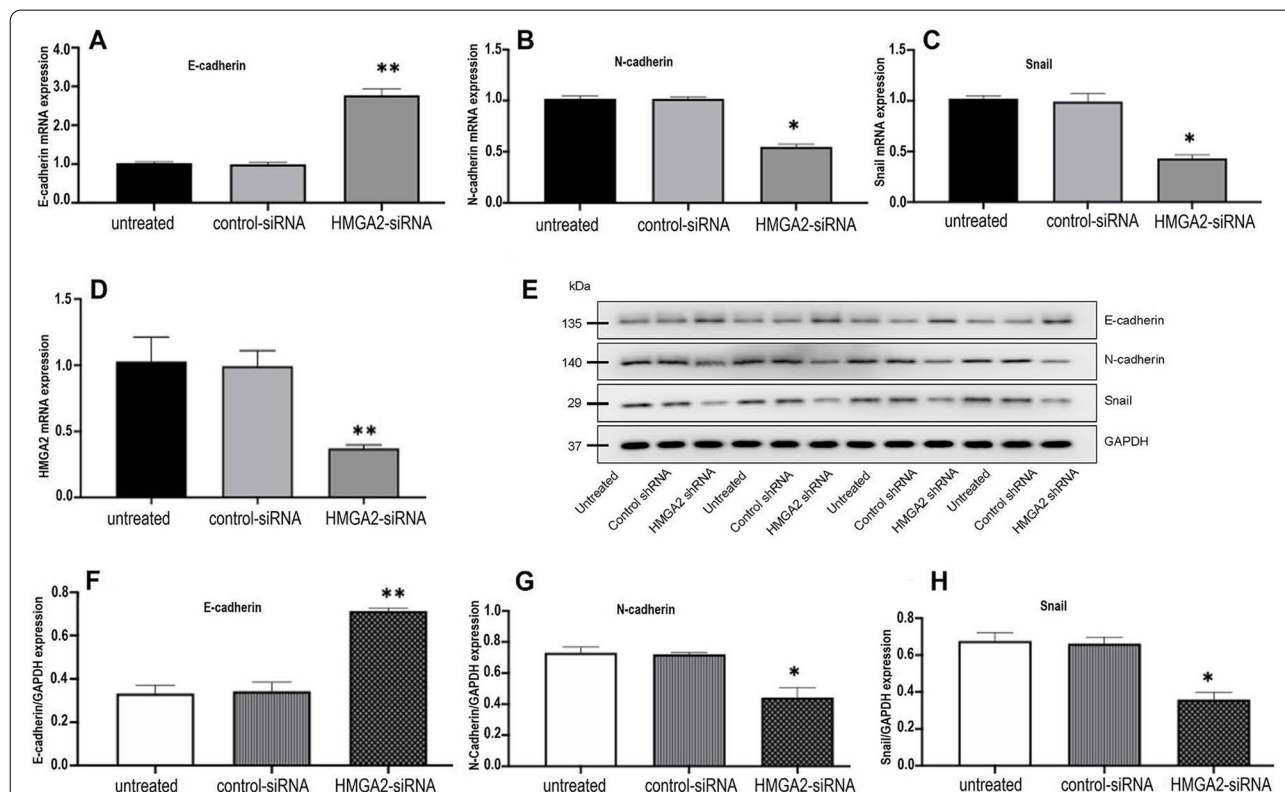 A
E-cadherin
E-cadherin mRNA expression
4.0
3.0
2.0
1.0
0.0
**
untreated
control-siRNA
HMGA2-siRNA
B
N-cadherin
N-cadherin mRNA expression
1.5
1.0
0.5
0.0
*
untreated
control-siRNA
HMGA2-siRNA
C
Snail
Snail mRNA expression
1.5
1.0
0.5
0.0
*
untreated
control-siRNA
HMGA2-siRNA
D
HMGA2 mRNA expression
1.5
1.0
0.5
0.0
**
untreated
control-siRNA
HMGA2-siRNA
E
kDa
135
E-cadherin
140
N-cadherin
29
Snail
37
GAPDH
Untreated
Control shRNA
HMGA2 shRNA
Untreated
Control shRNA
HMGA2 shRNA
Untreated
Control shRNA
HMGA2 shRNA
Untreated
Control shRNA
HMGA2 shRNA
F
E-cadherin
E-cadherin/GAPDH expression
0.8
0.6
0.4
0.2
0.0
**
untreated
control-siRNA
HMGA2-siRNA
G
N-cadherin
N-Cadherin/GAPDH expression
1.0
0.8
0.6
0.4
0.2
0.0
*
untreated
control-siRNA
HMGA2-siRNA
H
Snail
Snail/GAPDH expression
0.8
0.6
0.4
0.2
0.0
*
untreated
control-siRNA
HMGA2-siRNA